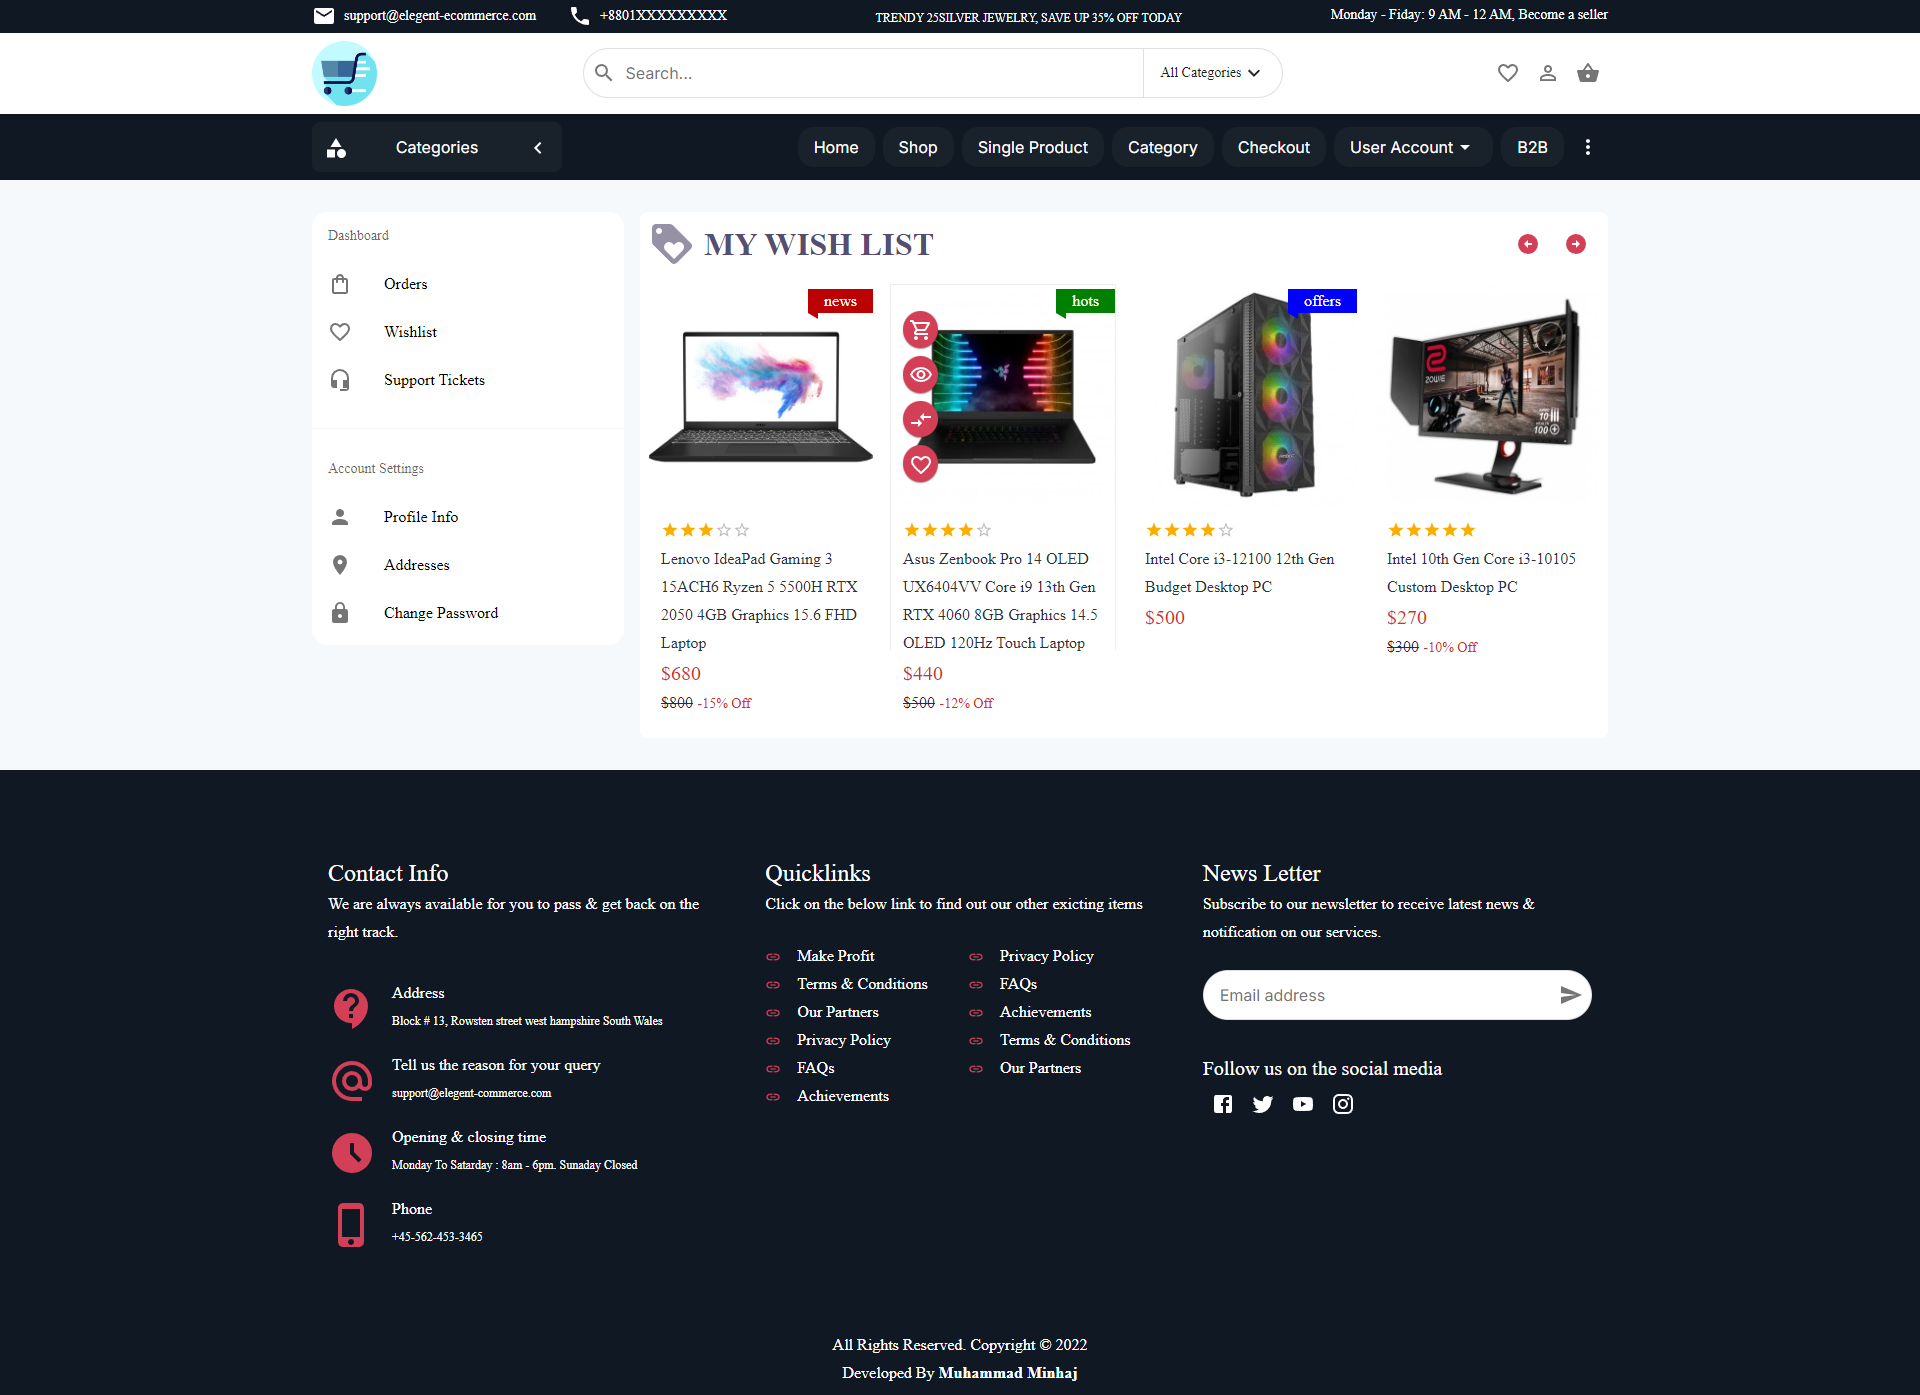 support@elegent-ecommerce.com
+8801XXXXXXXXX
TRENDY 25SILVER JEWELRY, SAVE UP 35% OFF TODAY
Monday - Fiday: 9 AM - 12 AM, Become a seller
Search...
All Categories
Categories
Home
Shop
Single Product
Category
Checkout
User Account
B2B
Dashboard
Orders
Wishlist
Support Tickets
Account Settings
Profile Info
Addresses
Change Password
MY WISH LIST
news
Lenovo IdeaPad Gaming 3
15ACH6 Ryzen 5 5500H RTX
2050 4GB Graphics 15.6 FHD
Laptop
$680
$800 -15% Off
hots
Asus Zenbook Pro 14 OLED
UX6404VV Core i9 13th Gen
RTX 4060 8GB Graphics 14.5
OLED 120Hz Touch Laptop
$440
$500 -12% Off
offers
Intel Core i3-12100 12th Gen
Budget Desktop PC
$500
ZOWIE
10
100
Intel 10th Gen Core i3-10105
Custom Desktop PC
$270
$300 -10% Off
Contact Info
We are always available for you to pass & get back on the
right track.
Address
Block # 13, Rowsten street west hampshire South Wales
Tell us the reason for your query
support@elegent-commerce.com
Opening & closing time
Monday To Satarday : 8am - 6pm. Sunaday Closed
Phone
+45-562-453-3465
Quicklinks
Click on the below link to find out our other exicting items
Make Profit
Terms & Conditions
Our Partners
Privacy Policy
FAQs
Achievements
Privacy Policy
FAQs
Achievements
Terms & Conditions
Our Partners
News Letter
Subscribe to our newsletter to receive latest news &
notification on our services.
Email address
Follow us on the social media
All Rights Reserved. Copyright © 2022
Developed By Muhammad Minhaj